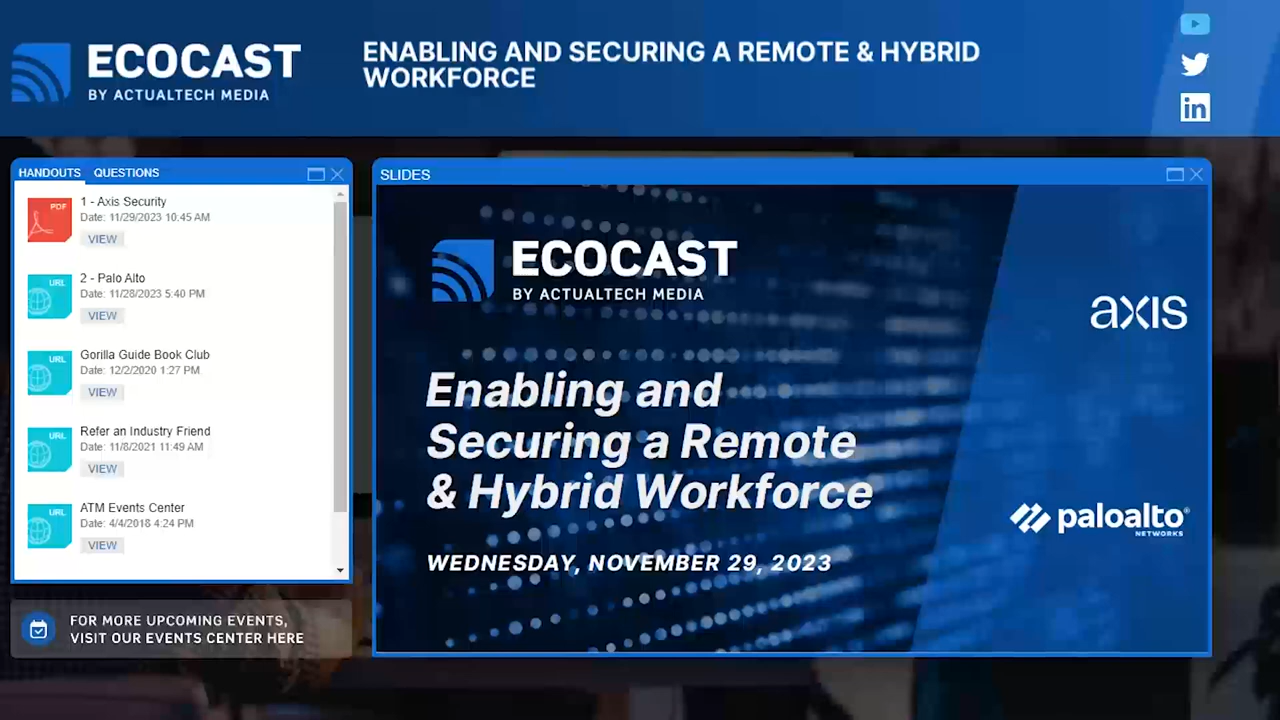 ECOCAST
BY ACTUALTECH MEDIA
ENABLING AND SECURING A REMOTE & HYBRID
WORKFORCE
in
HANDOUTS QUESTIONS
PDF
1 - Axis Security
Date: 11/29/2023 10:45 AM
VIEW
URL
2 - Palo Alto
Date: 11/28/2023 5:40 PM
VIEW
URL
Gorilla Guide Book Club
Date: 12/2/2020 1:27 PM
VIEW
URL
Refer an Industry Friend
Date: 11/8/2021 11:49 AM
VIEW
URL
ATM Events Center
Date: 4/4/2018 4:24 PM
VIEW
FOR MORE UPCOMING EVENTS,
VISIT OUR EVENTS CENTER HERE
SLIDES
ECOCAST
BY ACTUALTECH MEDIA
axis
Enabling and
Securing a Remote
& Hybrid Workforce
paloalto®
NETWORKS
WEDNESDAY, NOVEMBER 29, 2023